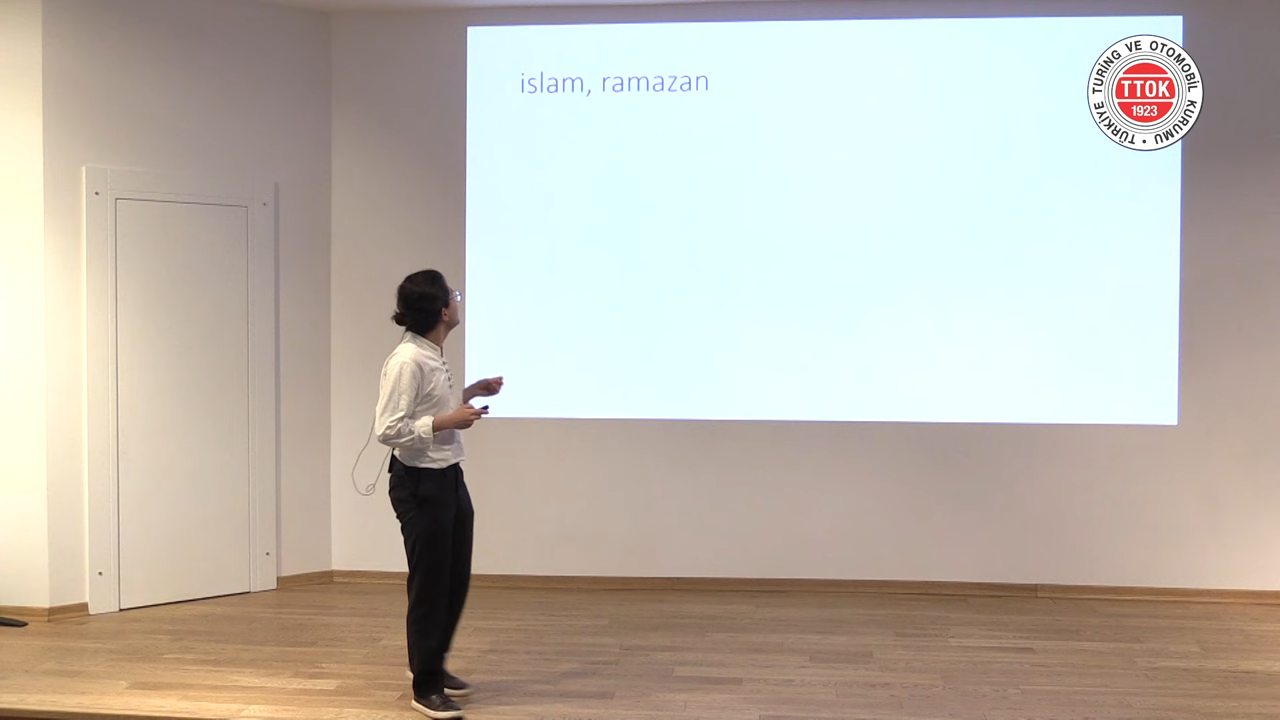 islam, ramazan
TÜRKİYE TURİNG VE OTOMOBİL KURUMU •
TTOK
1923